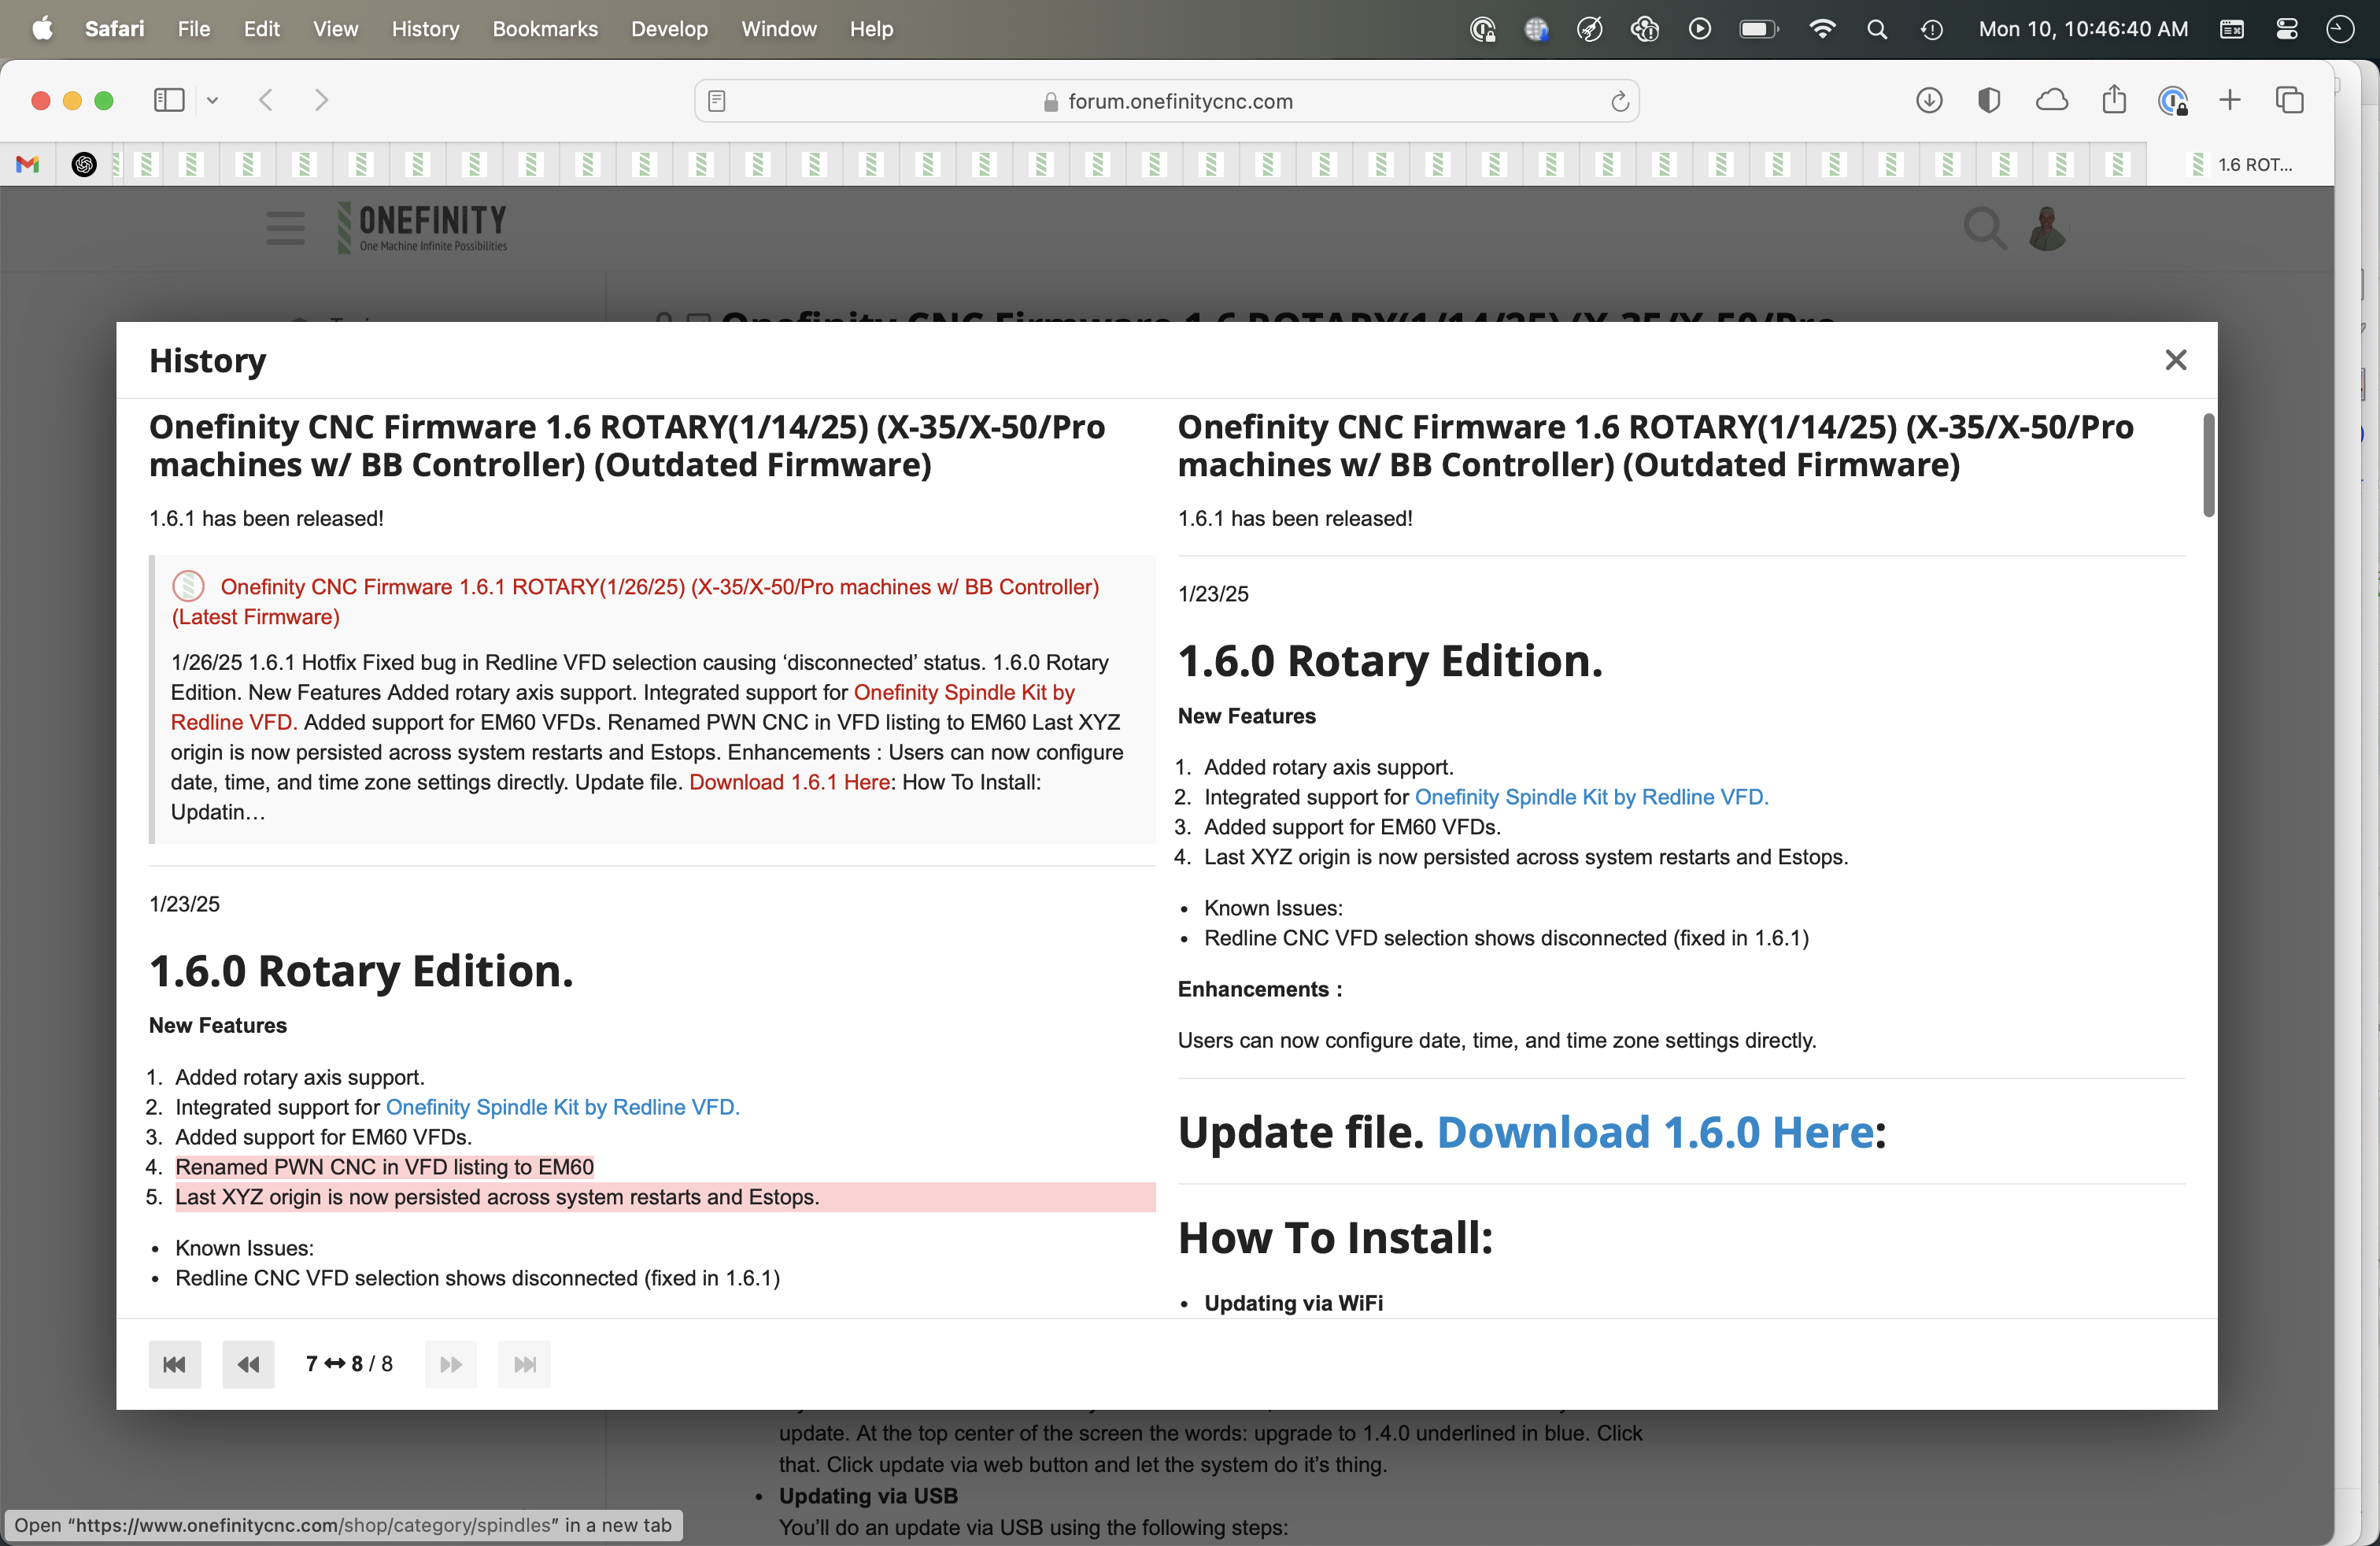 Safari File Edit View History Bookmarks Develop Window Help Mon 10, 10:46:40 AM
forum.onefinitycnc.com
1.6 ROT...
ONEFINITY
One Machine Infinite Possibilities
History
Onefinity CNC Firmware 1.6 ROTARY(1/14/25) (X-35/X-50/Pro
machines w/ BB Controller) (Outdated Firmware)
1.6.1 has been released!
Onefinity CNC Firmware 1.6.1 ROTARY(1/26/25) (X-35/X-50/Pro machines w/ BB Controller)
(Latest Firmware)
1/26/25 1.6.1 Hotfix Fixed bug in Redline VFD selection causing ‘disconnected’ status. 1.6.0 Rotary
Edition. New Features Added rotary axis support. Integrated support for Onefinity Spindle Kit by
Redline VFD. Added support for EM60 VFDs. Renamed PWN CNC in VFD listing to EM60 Last XYZ
origin is now persisted across system restarts and Estops. Enhancements : Users can now configure
date, time, and time zone settings directly. Update file. Download 1.6.1 Here: How To Install:
Updatin…
1/23/25
1.6.0 Rotary Edition.
New Features
1. Added rotary axis support.
2. Integrated support for Onefinity Spindle Kit by Redline VFD.
3. Added support for EM60 VFDs.
4. Renamed PWN CNC in VFD listing to EM60
5. Last XYZ origin is now persisted across system restarts and Estops.
• Known Issues:
• Redline CNC VFD selection shows disconnected (fixed in 1.6.1)
Onefinity CNC Firmware 1.6 ROTARY(1/14/25) (X-35/X-50/Pro
machines w/ BB Controller) (Outdated Firmware)
1.6.1 has been released!
1/23/25
1.6.0 Rotary Edition.
New Features
1. Added rotary axis support.
2. Integrated support for Onefinity Spindle Kit by Redline VFD.
3. Added support for EM60 VFDs.
4. Last XYZ origin is now persisted across system restarts and Estops.
• Known Issues:
• Redline CNC VFD selection shows disconnected (fixed in 1.6.1)
Enhancements :
Users can now configure date, time, and time zone settings directly.
Update file. Download 1.6.0 Here:
How To Install:
• Updating via WiFi
7 ↔ 8 / 8
update. At the top center of the screen the words: upgrade to 1.4.0 underlined in blue. Click
that. Click update via web button and let the system do it’s thing.
• Updating via USB
You’ll do an update via USB using the following steps:
Open “https://www.onefinitycnc.com/shop/category/spindles” in a new tab